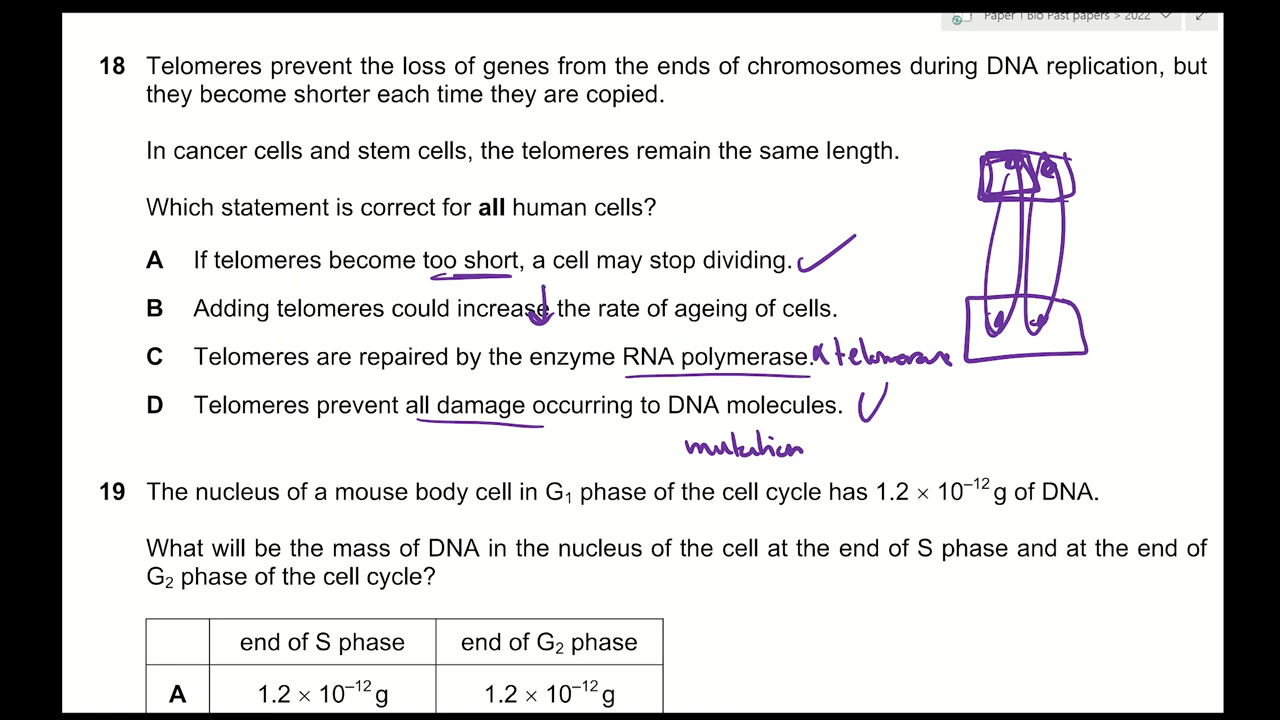 Paper 1 Bio Past papers > 2022
18 Telomeres prevent the loss of genes from the ends of chromosomes during DNA replication, but
they become shorter each time they are copied.
In cancer cells and stem cells, the telomeres remain the same length.
Which statement is correct for all human cells?
A If telomeres become too short, a cell may stop dividing.
B Adding telomeres could increase the rate of ageing of cells.
C Telomeres are repaired by the enzyme RNA polymerase. telomerase
D Telomeres prevent all damage occurring to DNA molecules.
mutation
19 The nucleus of a mouse body cell in G₁ phase of the cell cycle has 1.2 × 10⁻¹² g of DNA.
What will be the mass of DNA in the nucleus of the cell at the end of S phase and at the end of
G₂ phase of the cell cycle?
end of S phase end of G₂ phase
A 1.2 × 10⁻¹² g 1.2 × 10⁻¹² g